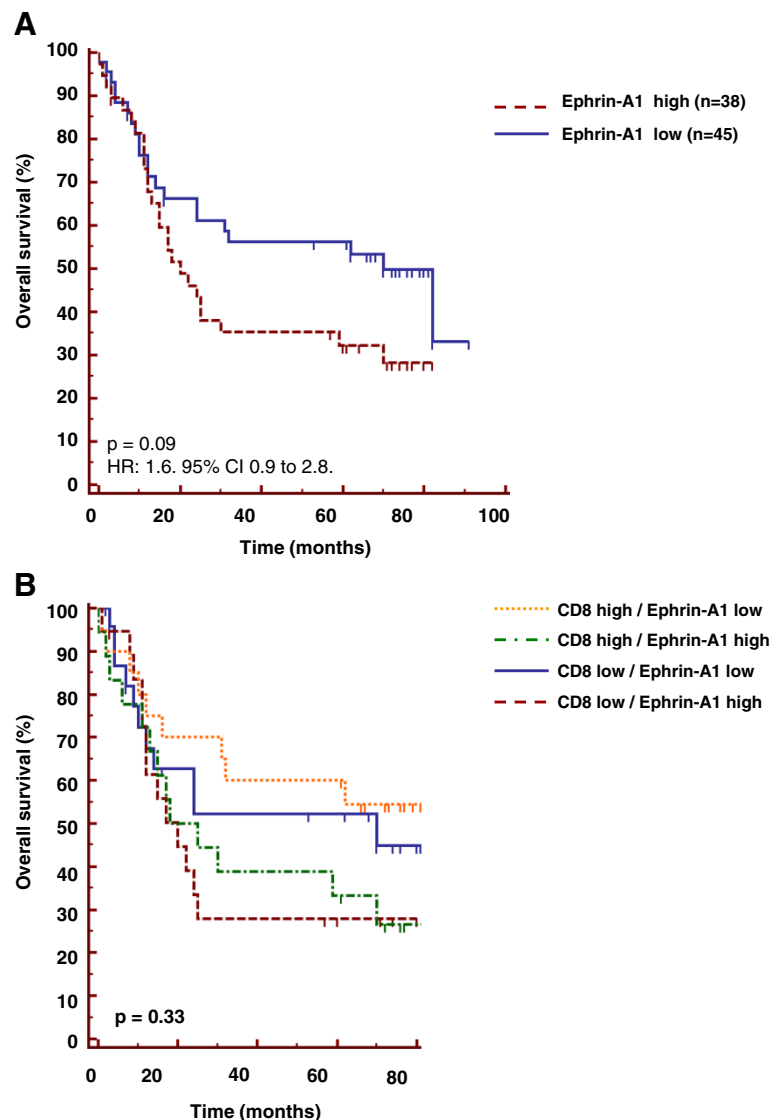 A
100
90
80
70
60
50
40
30
20
10
0
Overall survival (%)
Ephrin-A1 high (n=38)
Ephrin-A1 low (n=45)
p = 0.09
HR: 1.6. 95% CI 0.9 to 2.8.
0 20 40 60 80 100
Time (months)
B
100
90
80
70
60
50
40
30
20
10
0
Overall survival (%)
CD8 high / Ephrin-A1 low
CD8 high / Ephrin-A1 high
CD8 low / Ephrin-A1 low
CD8 low / Ephrin-A1 high
p = 0.33
0 20 40 60 80
Time (months)